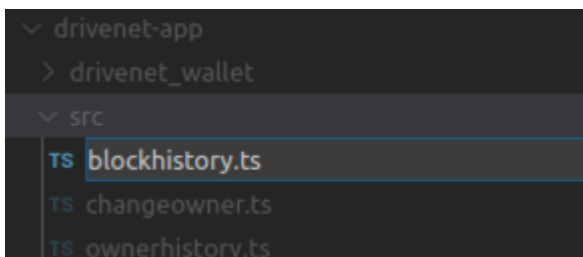 drivenet-app
drivenet_wallet
src
TS blockhistory.ts
TS changeowner.ts
TS ownerhistory.ts